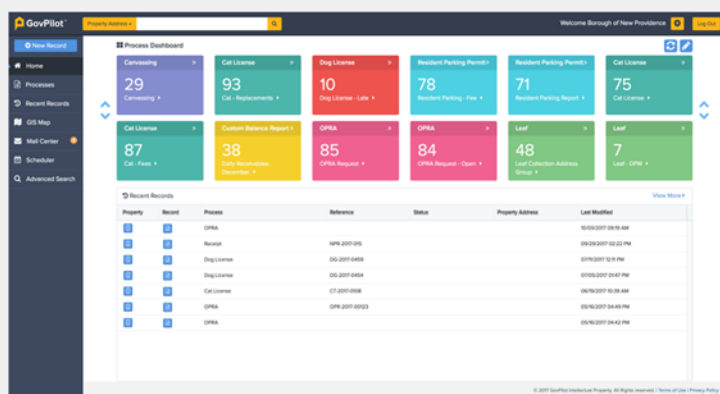 GovPilot
Property Address
Welcome Borough of New Providence
Log Out
New Record
Home
Processes
Recent Records
GIS Map
Mail Center
Scheduler
Advanced Search
Process Dashboard
Canvassing
29
Canvassing
Cat License
93
Cat - Replacements
Dog License
10
Dog License - Late
Resident Parking Permit
78
Resident Parking - Fee
Resident Parking Permit
71
Resident Parking Report
Cat License
75
Cat License
Cat License
87
Cat - Fees
Custom Balance Report
38
Daily Receivables
December
OPRA
85
OPRA Request
OPRA
84
OPRA Request - Open
Leaf
48
Leaf Collection Address
Group
Leaf
7
Leaf - DPW
Recent Records
View More
Property Record Process Reference Status Property Address Last Modified
OPRA 10/03/2017 09:19 AM
Receipt NPR-2017-015 09/29/2017 02:22 PM
Dog License DG-2017-0459 07/11/2017 12:11 PM
Dog License DG-2017-0454 07/05/2017 01:47 PM
Cat License CT-2017-0108 06/19/2017 10:39 AM
OPRA OPR-2017-00123 05/16/2017 04:49 PM
OPRA 05/16/2017 04:42 PM
© 2017 GovPilot Intellectual Property, All Rights reserved. / Terms of Use | Privacy Policy